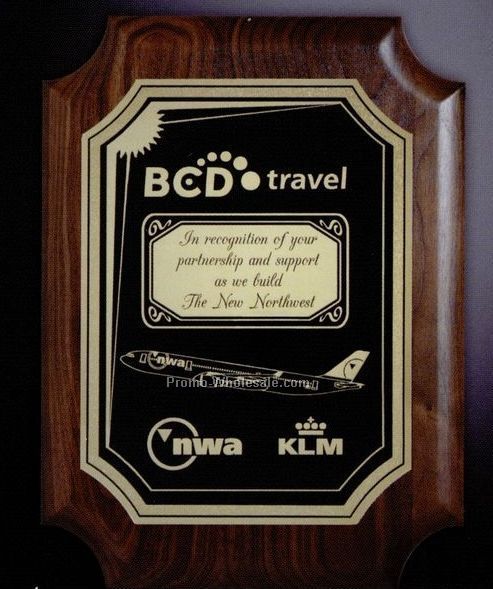 BCD travel
In recognition of your
partnership and support
as we build
The New Northwest
nwa
Promo-Wholesale.com
nwa KLM